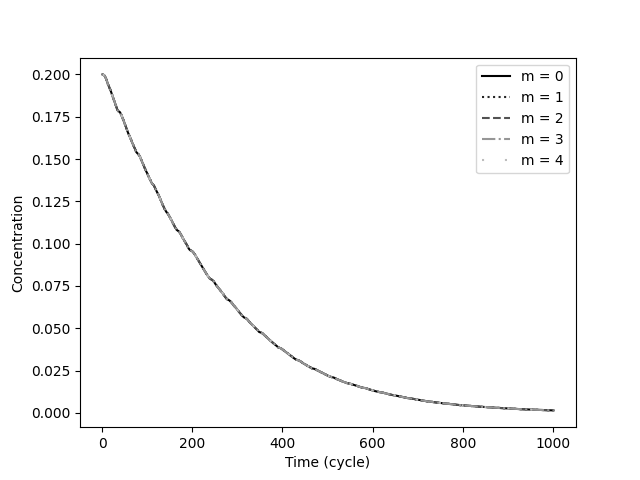 0.200
0.175
0.150
0.125
0.100
0.075
0.050
0.025
0.000
Concentration
0 200 400 600 800 1000
Time (cycle)
m = 0
m = 1
m = 2
m = 3
m = 4